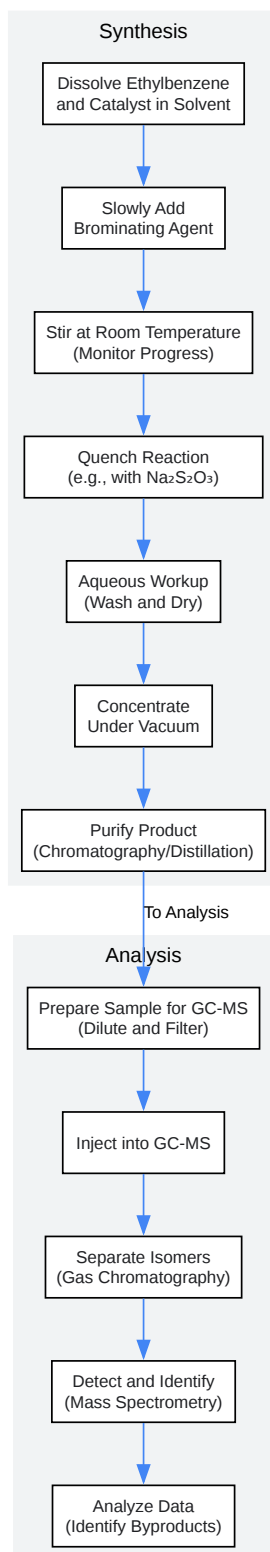 Synthesis
Dissolve Ethylbenzene
and Catalyst in Solvent
Slowly Add
Brominating Agent
Stir at Room Temperature
(Monitor Progress)
Quench Reaction
(e.g., with Na₂S₂O₃)
Aqueous Workup
(Wash and Dry)
Concentrate
Under Vacuum
Purify Product
(Chromatography/Distillation)
To Analysis
Analysis
Prepare Sample for GC-MS
(Dilute and Filter)
Inject into GC-MS
Separate Isomers
(Gas Chromatography)
Detect and Identify
(Mass Spectrometry)
Analyze Data
(Identify Byproducts)